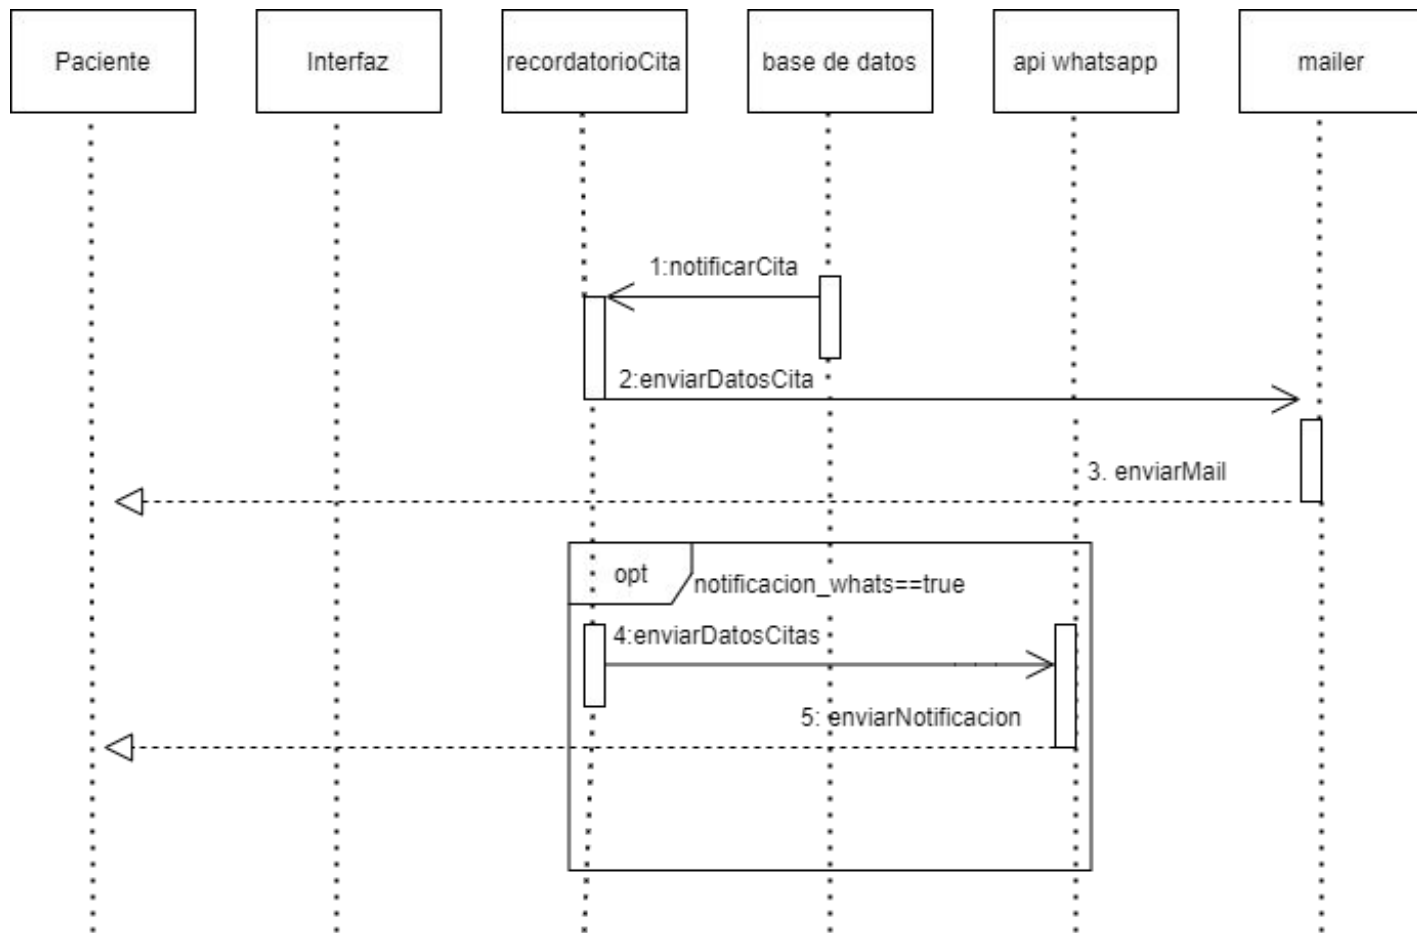 Paciente
Interfaz
recordatorioCita
base de datos
api whatsapp
mailer
1:notificarCita
2:enviarDatosCita
3. enviarMail
opt
notificacion_whats==true
4:enviarDatosCitas
5: enviarNotificacion